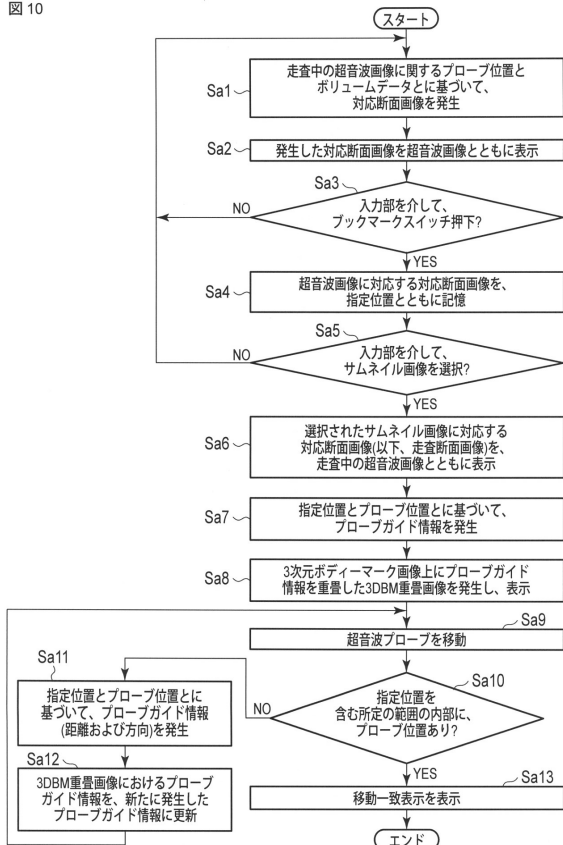 図 10
スタート
Sa1
走査中の超音波画像に関するプローブ位置と
ボリュームデータとに基づいて、
対応断面画像を発生
Sa2
発生した対応断面画像を超音波画像とともに表示
Sa3
入力部を介して、
ブックマークスイッチ押下?
NO
YES
Sa4
超音波画像に対応する対応断面画像を、
指定位置とともに記憶
Sa5
入力部を介して、
サムネイル画像を選択?
NO
YES
Sa6
選択されたサムネイル画像に対応する
対応断面画像(以下、走査断面画像)を、
走査中の超音波画像とともに表示
Sa7
指定位置とプローブ位置とに基づいて、
プローブガイド情報を発生
Sa8
3次元ボディーマーク画像上にプローブガイド
情報を重畳した3DBM重畳画像を発生し、表示
Sa9
超音波プローブを移動
Sa10
指定位置を
含む所定の範囲の内部に、
プローブ位置あり?
NO
YES
Sa11
指定位置とプローブ位置とに
基づいて、プローブガイド情報
(距離および方向)を発生
Sa12
3DBM重畳画像におけるプローブ
ガイド情報を、新たに発生した
プローブガイド情報に更新
Sa13
移動一致表示を表示
エンド